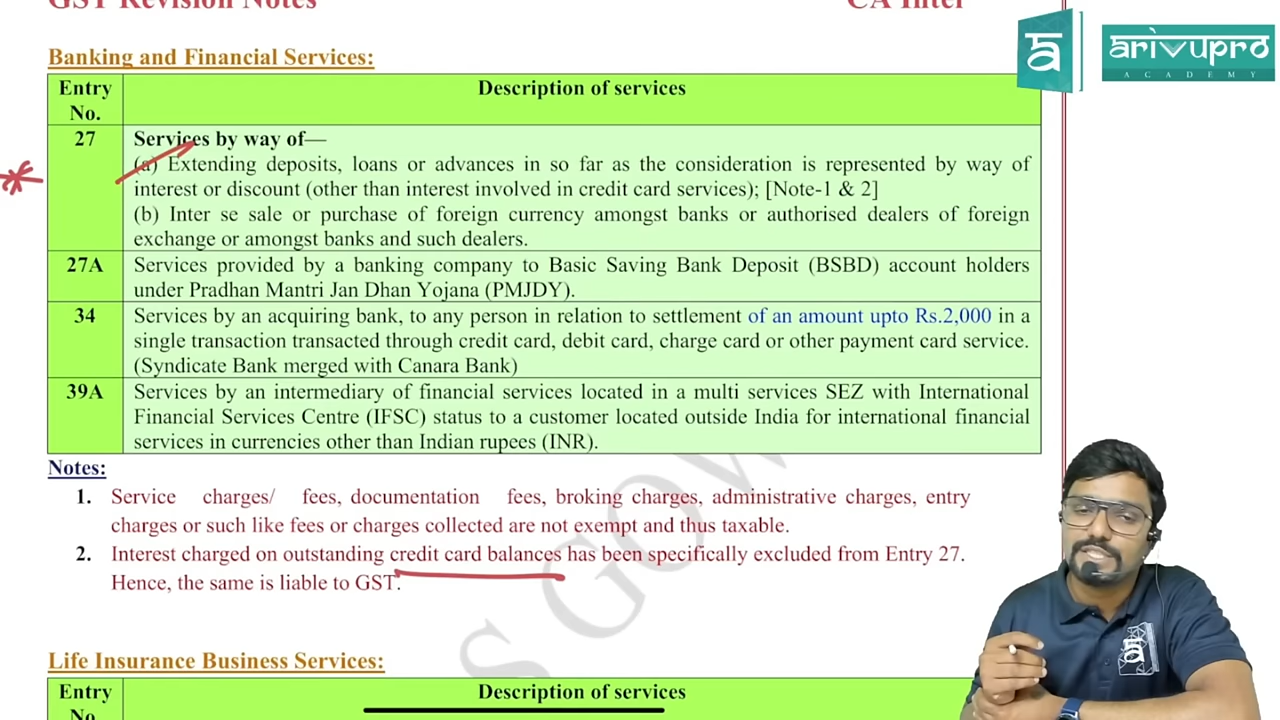 GST Revision Notes
CA Inter
arivupro
ACADEMY
Banking and Financial Services:
Entry No.
Description of services
27
Services by way of—
(a) Extending deposits, loans or advances in so far as the consideration is represented by way of
interest or discount (other than interest involved in credit card services); [Note-1 & 2]
(b) Inter se sale or purchase of foreign currency amongst banks or authorised dealers of foreign
exchange or amongst banks and such dealers.
27A
Services provided by a banking company to Basic Saving Bank Deposit (BSBD) account holders
under Pradhan Mantri Jan Dhan Yojana (PMJDY).
34
Services by an acquiring bank, to any person in relation to settlement of an amount upto Rs.2,000 in a
single transaction transacted through credit card, debit card, charge card or other payment card service.
(Syndicate Bank merged with Canara Bank)
39A
Services by an intermediary of financial services located in a multi services SEZ with International
Financial Services Centre (IFSC) status to a customer located outside India for international financial
services in currencies other than Indian rupees (INR).
Notes:
1. Service charges/ fees, documentation fees, broking charges, administrative charges, entry
charges or such like fees or charges collected are not exempt and thus taxable.
2. Interest charged on outstanding credit card balances has been specifically excluded from Entry 27.
Hence, the same is liable to GST.
S GOW
Life Insurance Business Services:
Entry
No.
Description of services